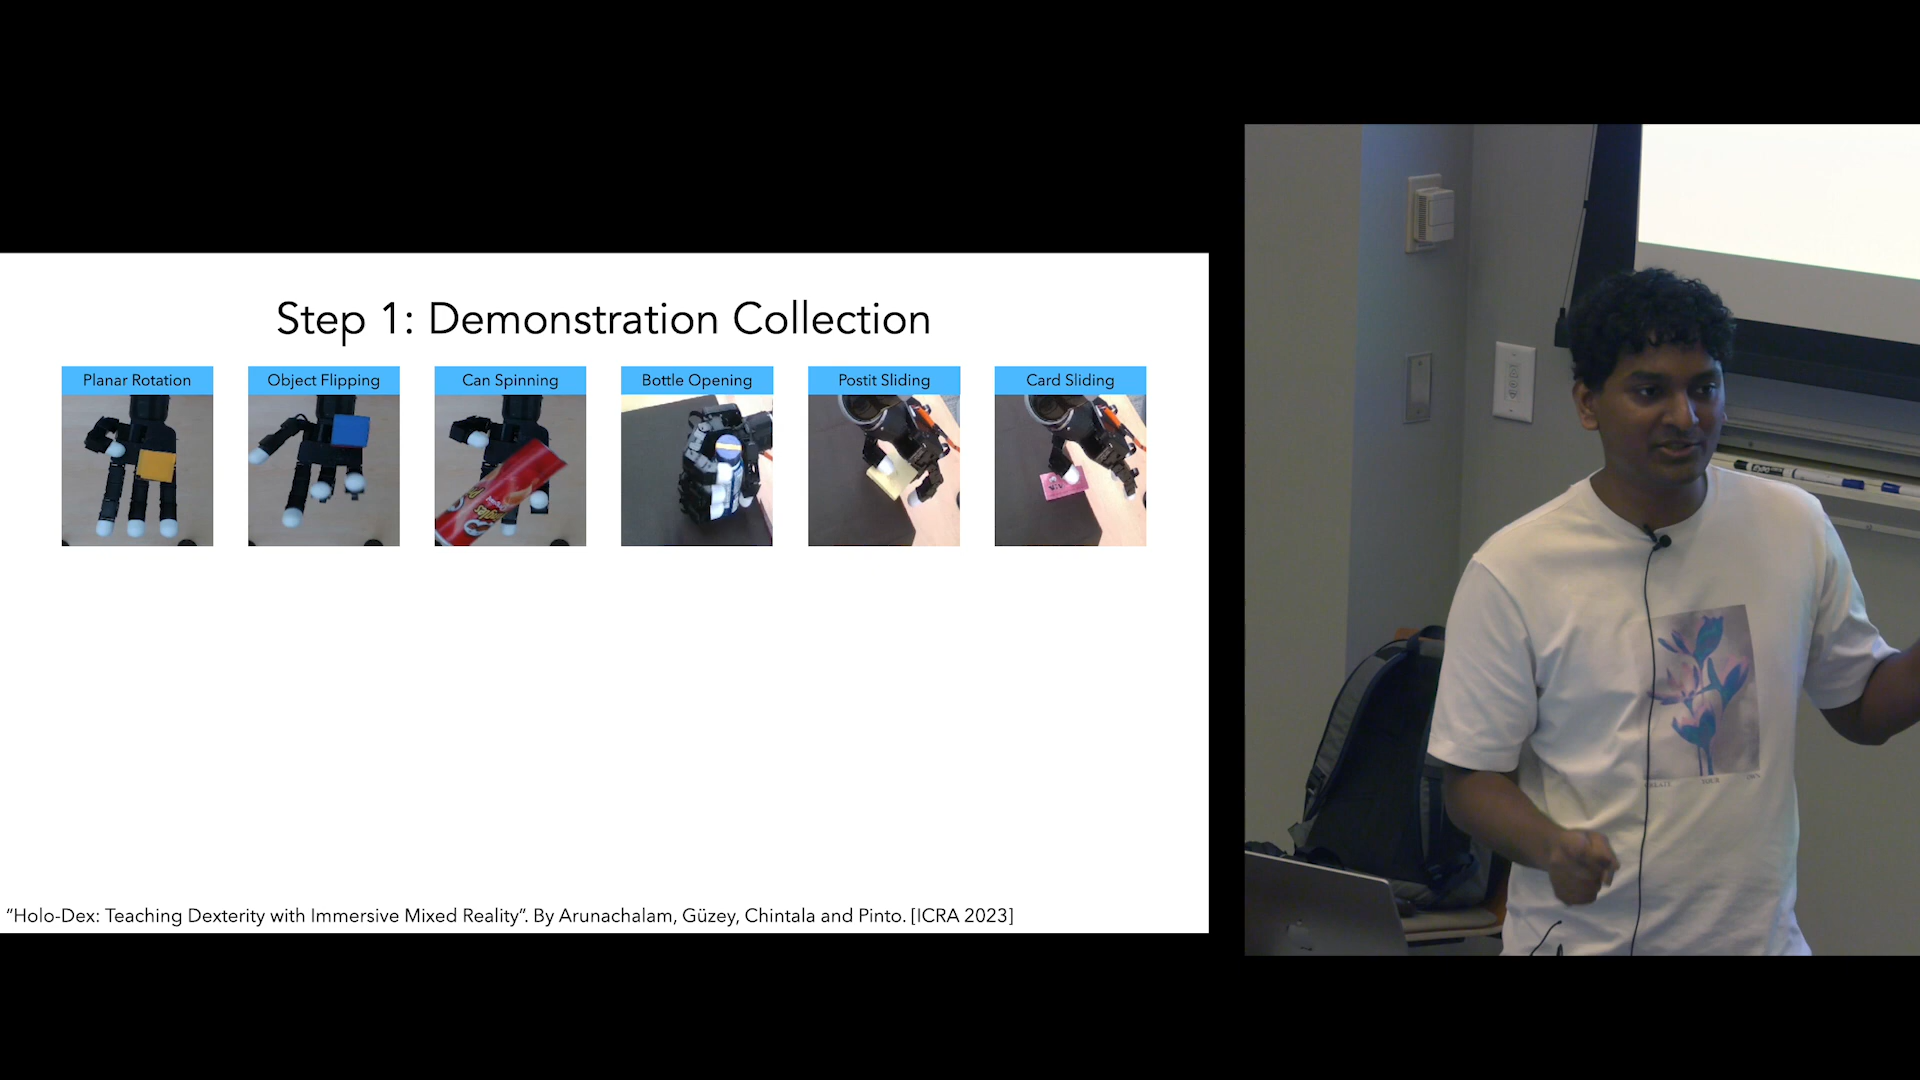 Step 1: Demonstration Collection
Planar Rotation
Object Flipping
Can Spinning
Bottle Opening
Postit Sliding
Card Sliding
"Holo-Dex: Teaching Dexterity with Immersive Mixed Reality". By Arunachalam, Güzey, Chintala and Pinto. [ICRA 2023]